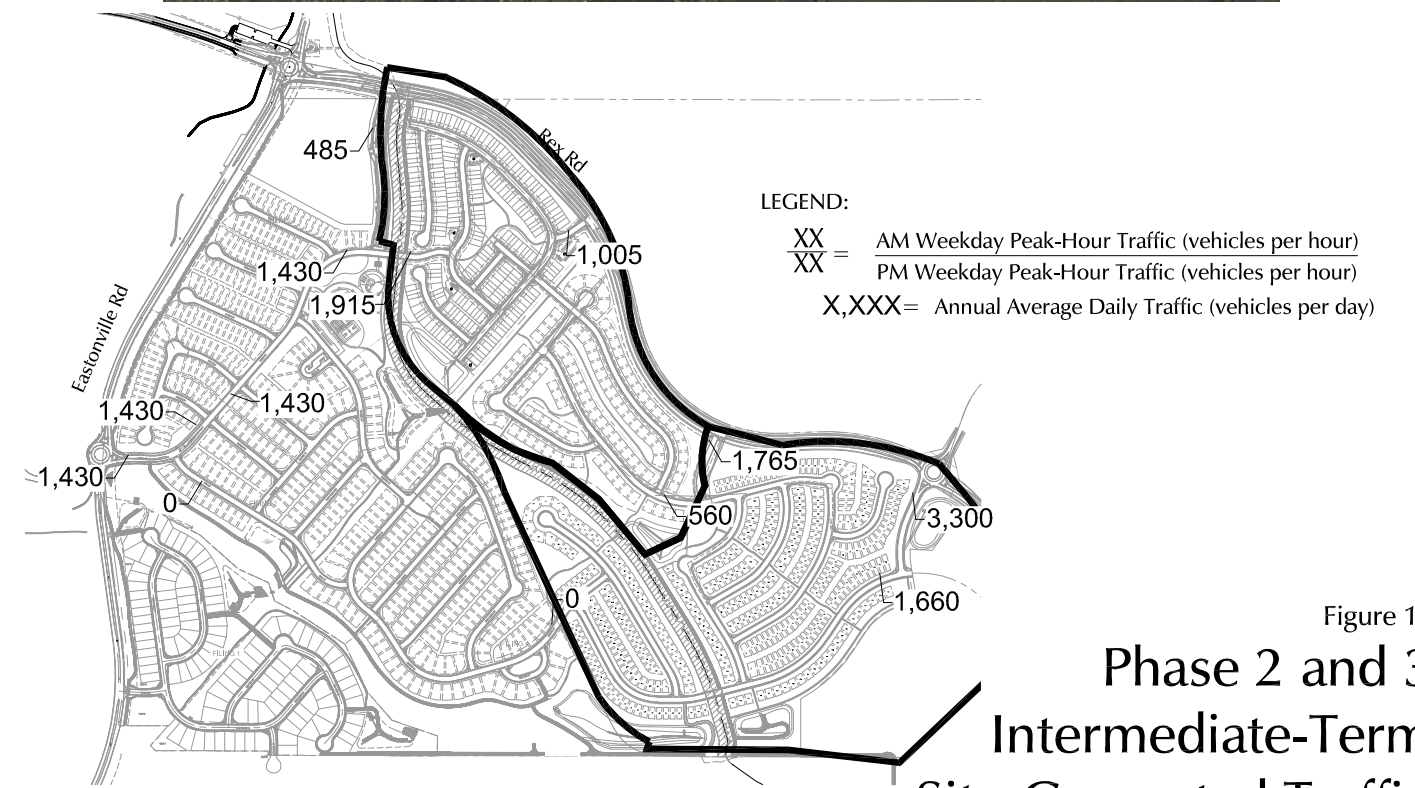 Rex Rd
485
LEGEND:
XX
XX
=
AM Weekday Peak-Hour Traffic (vehicles per hour)
PM Weekday Peak-Hour Traffic (vehicles per hour)
1,005
1,430
1,915
X,XXX= Annual Average Daily Traffic (vehicles per day)
Eastonville Rd
1,430
1,430
1,430
1,765
0
560
3,300
0
1,660
FILING 1
Figure 1
Phase 2 and 3
Intermediate-Term